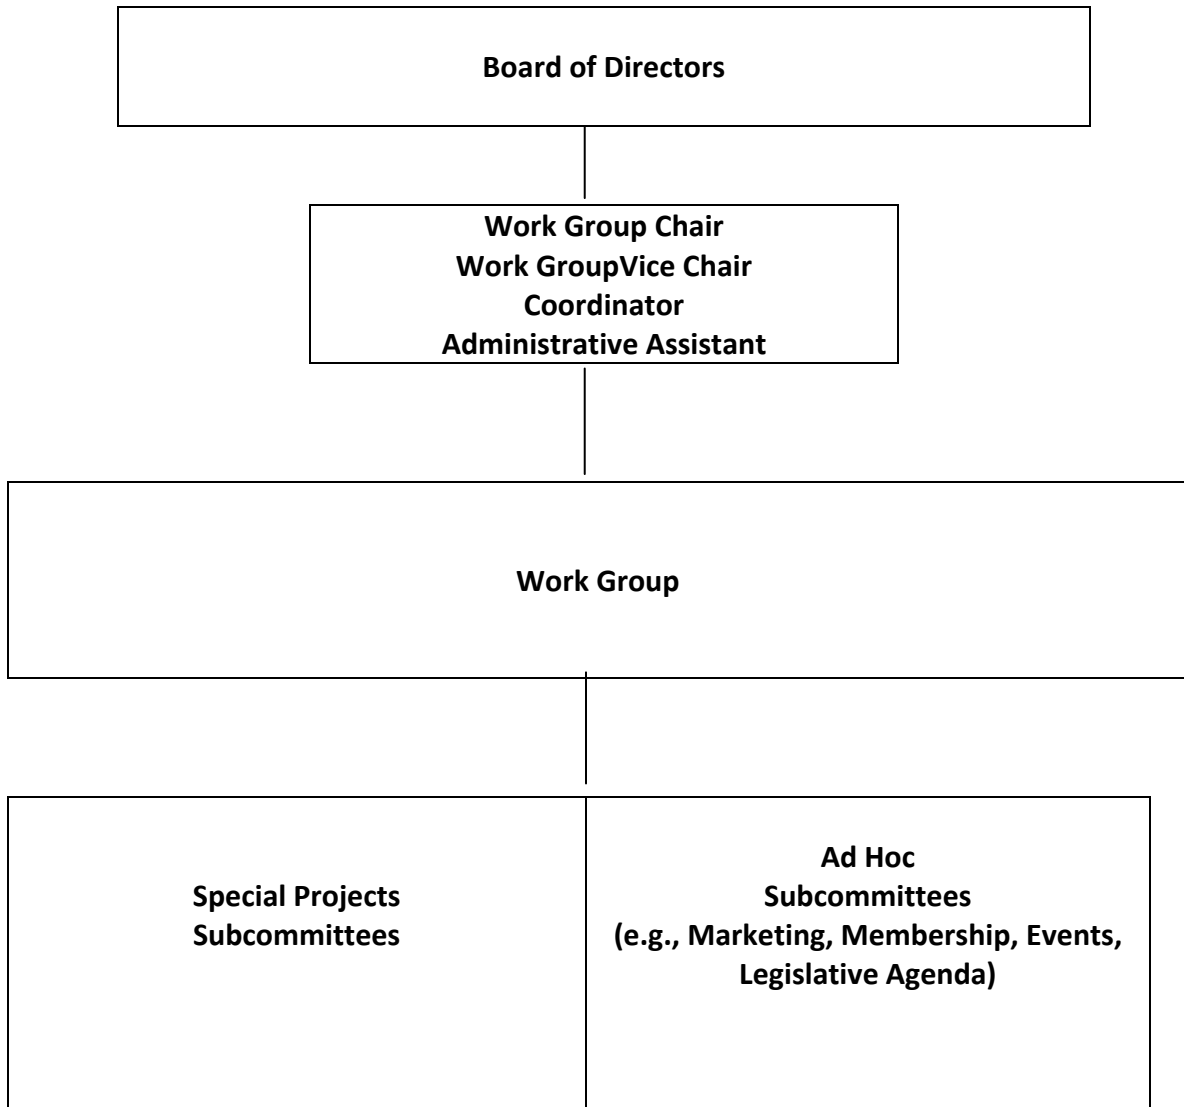 Board of Directors
Work Group Chair
Work GroupVice Chair
Coordinator
Administrative Assistant
Work Group
Special Projects
Subcommittees
Ad Hoc
Subcommittees
(e.g., Marketing, Membership, Events,
Legislative Agenda)